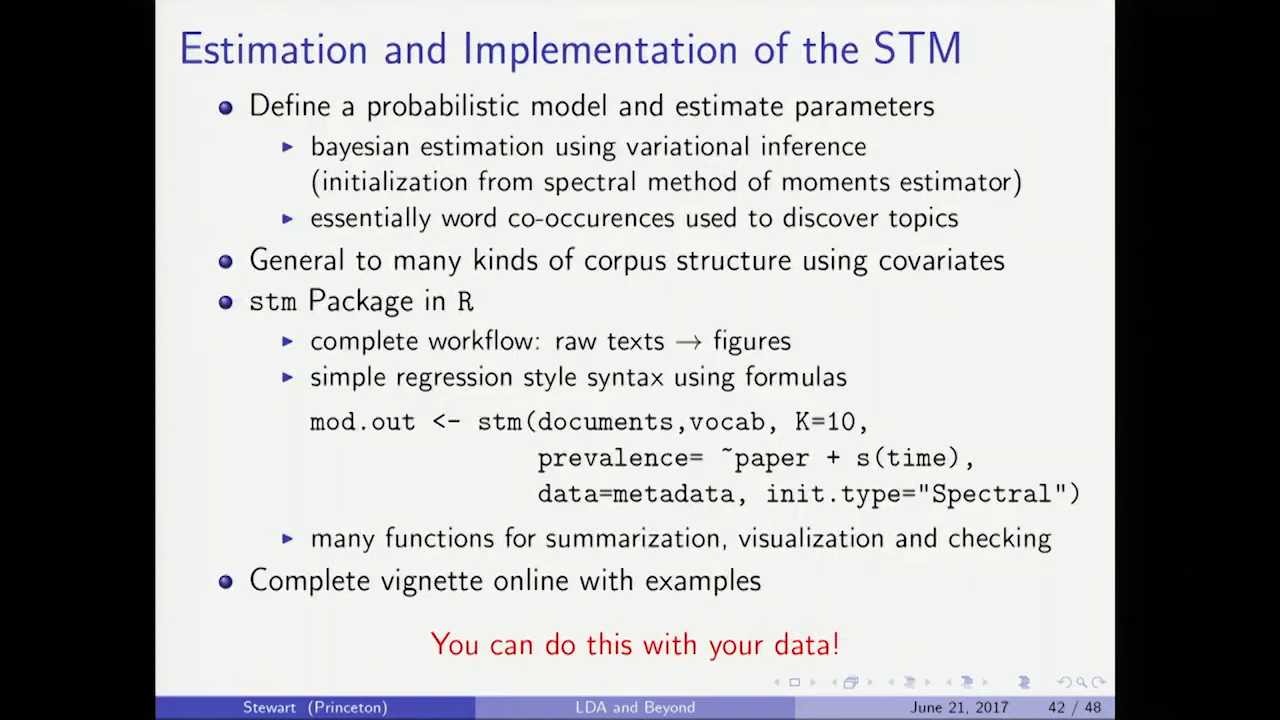 Estimation and Implementation of the STM
Define a probabilistic model and estimate parameters
bayesian estimation using variational inference
(initialization from spectral method of moments estimator)
essentially word co-occurences used to discover topics
General to many kinds of corpus structure using covariates
stm Package in R
complete workflow: raw texts → figures
simple regression style syntax using formulas
mod.out <- stm(documents,vocab, K=10,
prevalence= ~paper + s(time),
data=metadata, init.type="Spectral")
many functions for summarization, visualization and checking
Complete vignette online with examples
You can do this with your data!
Stewart (Princeton) LDA and Beyond June 21, 2017 42 / 48